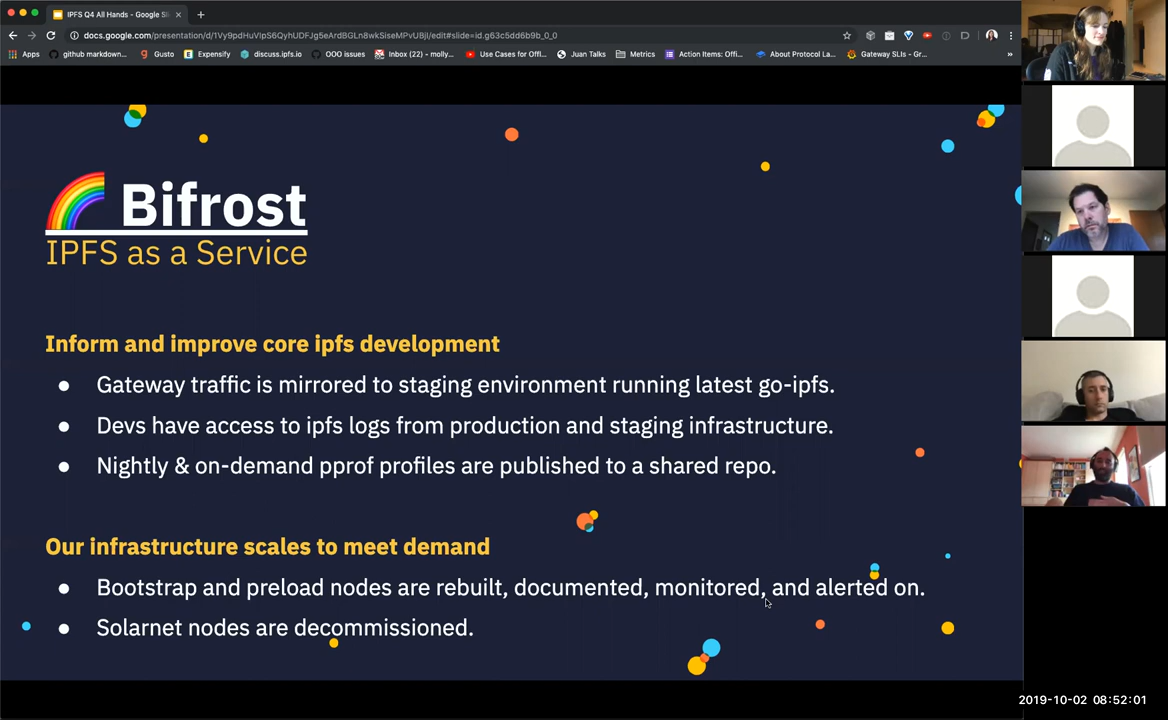 IPFS Q4 All Hands - Google Sli
docs.google.com/presentation/d/1Vy9pdHuVlpS6QyhUDFJg5eArdBGLn8wkSiseMPvUBjI/edit#slide=id.g63c5dd6b9b_0_0
Apps github markdown... Gusto Expensify discuss.ipfs.io OOO issues Inbox (22) - molly... Use Cases for Offl... Juan Talks Metrics Action Items: Offi... About Protocol La... Gateway SLIs - Gr... »
Bifrost
IPFS as a Service
Inform and improve core ipfs development
● Gateway traffic is mirrored to staging environment running latest go-ipfs.
● Devs have access to ipfs logs from production and staging infrastructure.
● Nightly & on-demand pprof profiles are published to a shared repo.
Our infrastructure scales to meet demand
● Bootstrap and preload nodes are rebuilt, documented, monitored, and alerted on.
● Solarnet nodes are decommissioned.
2019-10-02 08:52:01